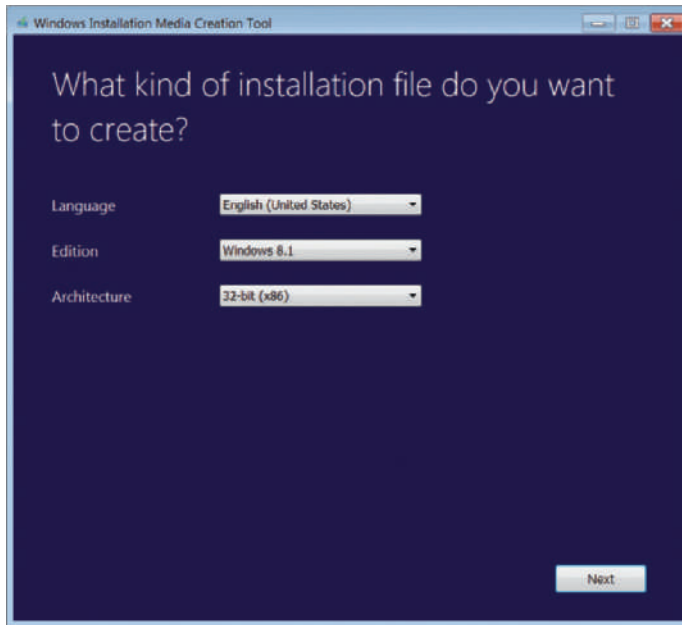 Windows Installation Media Creation Tool
What kind of installation file do you want
to create?
Language English (United States)
Edition Windows 8.1
Architecture 32-bit (x86)
Next